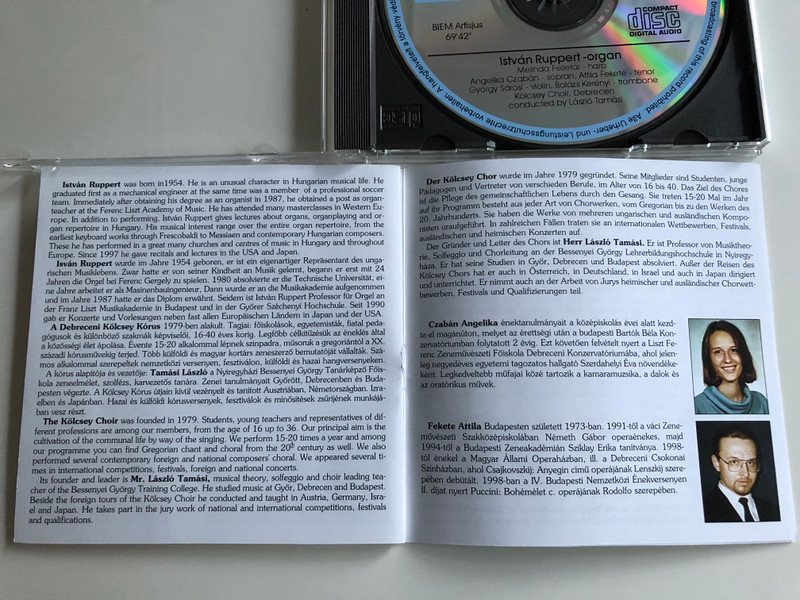 BIEM Artisjus
69'42"
COMPACT
disc
DIGITAL AUDIO
István Ruppert -organ
Melinda Felletár - harp
Angelika Czabán - sopran, Attila Fekete - tenor
György Sárosi - violin, Balázs Kerényi - trombone
Kölcsey Choir, Debrecen
conducted by László Tamási
broadcasting of this record prohibited. Alle Urheber- und Leistungsschutzrechte vorbehalten. A hangfelvételt a törvény
István Ruppert was born in1954. He is an unusual character in Hungarian musical life. He
graduated first as a mechanical engineer at the same time was a member of a professional soccer
team. Immediately after obtaining his degree as an organist in 1987, he obtained a post as organ-
teacher at the Ferenc Liszt Academy of Music. He has attended many masterclasses in Western Eu-
rope. In addition to performing. István Ruppert gives lectures about organs, organplaying and or-
gan repertoire in Hungary. His musical interest range over the entire organ repertoire, from the
earliest keyboard works through Frescobaldi to Messiaen and contemporary Hungarian composers.
These he has performed in a great many churches and centres of music in Hungary and throughout
Europe. Since 1997 he gave recitals and lectures in the USA and Japan.
Iván Ruppert wurde im Jahre 1954 geboren, er ist ein eigenartiger Repräsentant des unga-
rischen Musiklebens. Zwar hatte er von seiner Kindheit an Musik gelernt, begann er erst mit 24
Jahren die Orgel bei Ferenc Gergely zu spielen. 1980 absolvierte er die Technische Universität, ei-
ne Jahre arbeitet er als Masinenbauingenieur, Dann wurde er an die Musikakademie aufgenommen
und im Jahre 1987 hatte er das Diplom erwähnt. Seidem ist István Ruppert Professor für Orgel an
der Franz Liszt Musikakademie in Budapest und in der Győrer Széchenyi Hochschule. Seit 1990
gab er Konzerte und Vorlesungen neben fast allen Europäischen Ländern in Japan und der USA.
A Debreceni Kölcsey Kórus 1979-ben alakult. Tagjai: főiskolások, egyetemisták, fiatal peda-
gógusok és különböző szakmák képviselői, 16-40 éves korig. Legfőbb célkitűzésük az éneklés által
a közösségi élet ápolása. Évente 15-20 alkalommal lépnek színpadra, műsoruk a gregoriántól a XX.
századi kórusművekig terjed. Több külföldi és magyar kortárs zeneszerző bemutatóját vállalták. Szá-
mos alkalommal szerepeltek nemzetközi versenyen, fesztiválon, külföldi és hazai hangversenyeken.
A kórus alapítója és vezetője: Tamási László a Nyíregyházi Bessenyei György Tanárképző Fői-
skola zeneelmélet, szolfézs, karvezetés tanára. Zenei tanulmányait Győrött, Debrecenben és Buda-
pesten végezte. A Kölcsey Kórus útjain kívül vezényelt és tanított Ausztriában, Németországban. Izra-
elben és Japánban. Hazai és külföldi kórusversenyek, fesztiválok és minősítések zsűrijének munkájá-
ban vesz részt.
The Kölcsey Choir was founded in 1979. Students, young teachers and representatives of dif-
ferent professions are among our members, from the age of 16 up to 36. Our principal aim is the
cultivation of the communal life by way of the singing. We perform 15-20 times a year and among
our programme you can find Gregorian chant and choral from the 20th century as well. We also
performed several contemporary foreign and national composers' choral. We appeared several ti-
mes in international competitions, festivals, foreign and national concerts.
Its founder and leader is Mr. László Tamási, musical theory, solfeggio and choir leading tea-
cher of the Bessenyei György Training College. He studied music at Győr, Debrecen and Budapest.
Beside the foreign tours of the Kölcsey Choir he conducted and taught in Austria, Germany, Isra-
el and Japan. He takes part in the jury work of national and international competitions, festivals
and qualifications.
Der Kölcsey Chor wurde im Jahre 1979 gegründet. Seine Mitglieder sind Studenten, junge
Pädagogen und Vertreter von verschieden Berufe, im Alter von 16 bis 40. Das Ziel des Chores
ist die Pflege des gemeinschaftlichen Lebens durch den Gesang. Sie treten 15-20 Mal im Jahr
auf ihr Programm besteht aus jeder Art von Chorwerken, vom Gregorian bis zu den Werken des
20. Jahrhunderts. Sie haben die Werke von mehreren ungarischen und ausländischen Kompo-
nisten uraufgeführt. In zahlreichen Fällen traten sie an internationalen Wettbewerben, Festivals,
ausländischen und heimischen Konzerten auf.
Der Gründer und Leiter des Chors ist Herr László Tamási. Er ist Professor von Musiktheo-
rie, Solfeggio und Chorleitung an der Bessenyei György Lehrerbildungshochschule in Nyiregy-
háza. Er hat seine Studien in Győr, Debrecen und Budapest absolviert. Außer der Reisen des
Kölcsey Chors hat er auch in Österreich, in Deutschland, in Israel und auch in Japan dirigiert
und unterrichtet. Er nimmt auch an der Arbeit von Jurys heimischer und ausländischer Chorwett-
bewerben, Festivals und Qualifizierungen teil.
Czabán Angelika énektanulmányait a középiskolás évei alatt kezd-
te el magánúton, melyet az érettségi után a budapesti Bartók Béla Kon-
zervatóriumban folytatott 2 évig. Ezt követően felvételt nyert a Liszt Fe-
renc Zeneművészeti Főiskola Debreceni Konzervatóriumába, ahol jelen-
leg negyedéves egyetemi tagozatos hallgató Szerdahelyi Éva növendéke-
ként. Legkedveltebb műfajai közé tartozik a kamaramuzsika, a dalok és
az oratórikus művek.
Fekete Attila Budapesten született 1973-ban. 1991-től a váci Zene-
művészeti Szakközépiskolában Németh Gábor operaénekes, majd
1994-től a Budapesti Zeneakadémián Sziklay Erika tanítványa. 1998-
tól énekel a Magyar Állami Operaházban, ill. a Debreceni Csokonai
Színházban, ahol Csajkovszkij: Anyegin című operájának Lenszkij szere-
pében debütált. 1998-ban a IV. Budapesti Nemzetközi Énekversenyen
II. díjat nyert Puccini: Bohémélet c. operájának Rodolfo szerepében.